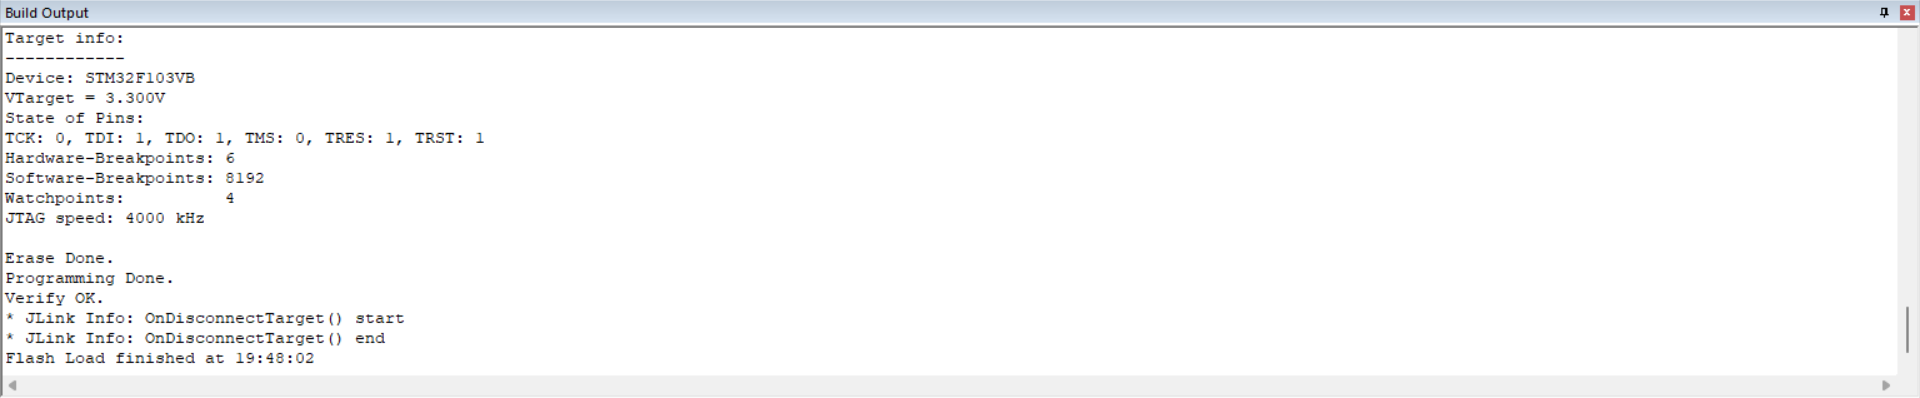 Build Output
Target info:
------------
Device: STM32F103VB
VTarget = 3.300V
State of Pins:
TCK: 0, TDI: 1, TDO: 1, TMS: 0, TRES: 1, TRST: 1
Hardware-Breakpoints: 6
Software-Breakpoints: 8192
Watchpoints:          4
JTAG speed: 4000 kHz
Erase Done.
Programming Done.
Verify OK.
* JLink Info: OnDisconnectTarget() start
* JLink Info: OnDisconnectTarget() end
Flash Load finished at 19:48:02